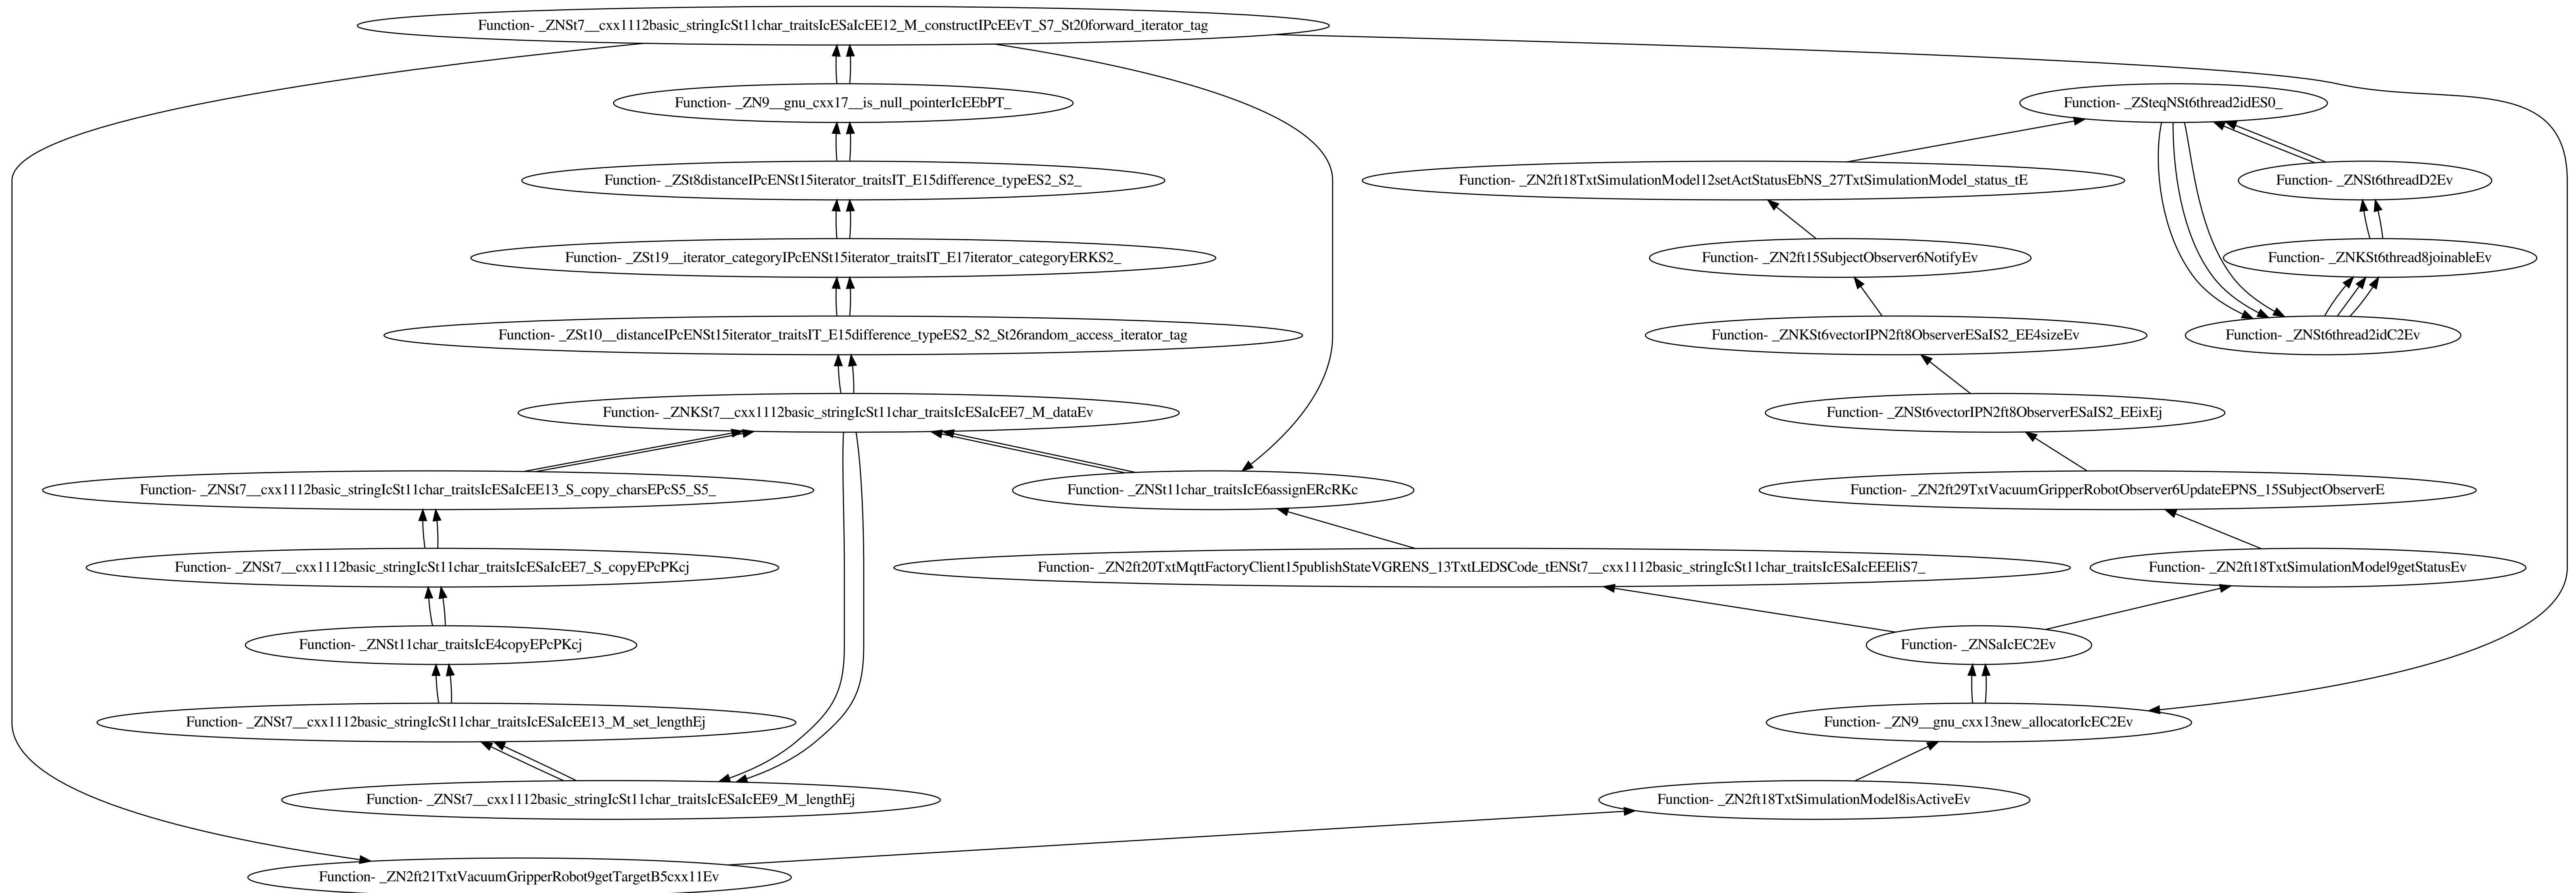 Function- _ZNSt7__cxx1112basic_stringIcSt11char_traitsIcESaIcEE12_M_constructIPcEEvT_S7_St20forward_iterator_tag
Function- _ZN9__gnu_cxx17__is_null_pointerIcEEbPT_
Function- _ZSteqNSt6thread2idES0_
Function- _ZSt8distanceIPcENSt15iterator_traitsIT_E15difference_typeES2_S2_
Function- _ZN2ft18TxtSimulationModel12setActStatusEbNS_27TxtSimulationModel_status_tE
Function- _ZNSt6threadD2Ev
Function- _ZSt19__iterator_categoryIPcENSt15iterator_traitsIT_E17iterator_categoryERKS2_
Function- _ZN2ft15SubjectObserver6NotifyEv
Function- _ZNKSt6thread8joinableEv
Function- _ZSt10__distanceIPcENSt15iterator_traitsIT_E15difference_typeES2_S2_St26random_access_iterator_tag
Function- _ZNKSt6vectorIPN2ft8ObserverESaIS2_EE4sizeEv
Function- _ZNSt6thread2idC2Ev
Function- _ZNKSt7__cxx1112basic_stringIcSt11char_traitsIcESaIcEE7_M_dataEv
Function- _ZNSt6vectorIPN2ft8ObserverESaIS2_EEixEj
Function- _ZNSt7__cxx1112basic_stringIcSt11char_traitsIcESaIcEE13_S_copy_charsEPcS5_S5_
Function- _ZNSt11char_traitsIcE6assignERcRKc
Function- _ZN2ft29TxtVacuumGripperRobotObserver6UpdateEPNS_15SubjectObserverE
Function- _ZNSt7__cxx1112basic_stringIcSt11char_traitsIcESaIcEE7_S_copyEPcPKcj
Function- _ZN2ft20TxtMqttFactoryClient15publishStateVGRENS_13TxtLEDSCode_tENSt7__cxx1112basic_stringIcSt11char_traitsIcESaIcEEEliS7_
Function- _ZN2ft18TxtSimulationModel9getStatusEv
Function- _ZNSt11char_traitsIcE4copyEPcPKcj
Function- _ZNSaIcEC2Ev
Function- _ZNSt7__cxx1112basic_stringIcSt11char_traitsIcESaIcEE13_M_set_lengthEj
Function- _ZN9__gnu_cxx13new_allocatorIcEC2Ev
Function- _ZNSt7__cxx1112basic_stringIcSt11char_traitsIcESaIcEE9_M_lengthEj
Function- _ZN2ft18TxtSimulationModel8isActiveEv
Function- _ZN2ft21TxtVacuumGripperRobot9getTargetB5cxx11Ev